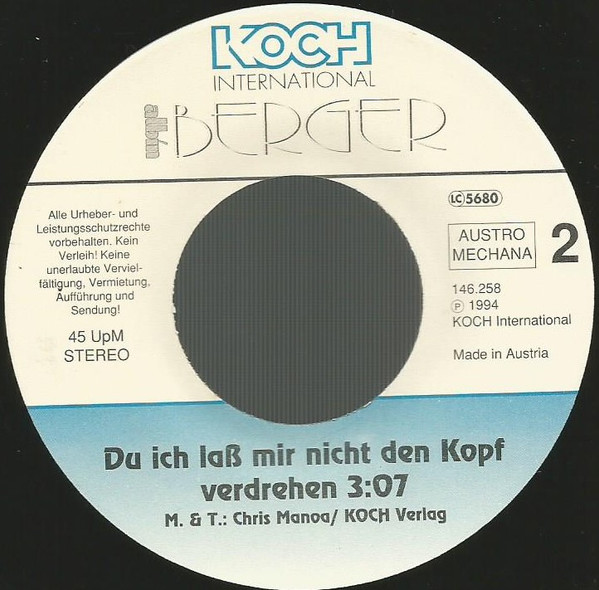 KOCH
INTERNATIONAL
albin BERGER
Alle Urheber- und
Leistungsschutzrechte
vorbehalten. Kein
Verleih! Keine
unerlaubte Verviel-
fältigung, Vermietung,
Aufführung und
Sendung!
45 UpM
STEREO
LC 5680
AUSTRO
MECHANA
2
146.258
Ⓟ 1994
KOCH International
Made in Austria
Du ich laß mir nicht den Kopf
verdrehen 3:07
M. & T.: Chris Manoa/ KOCH Verlag